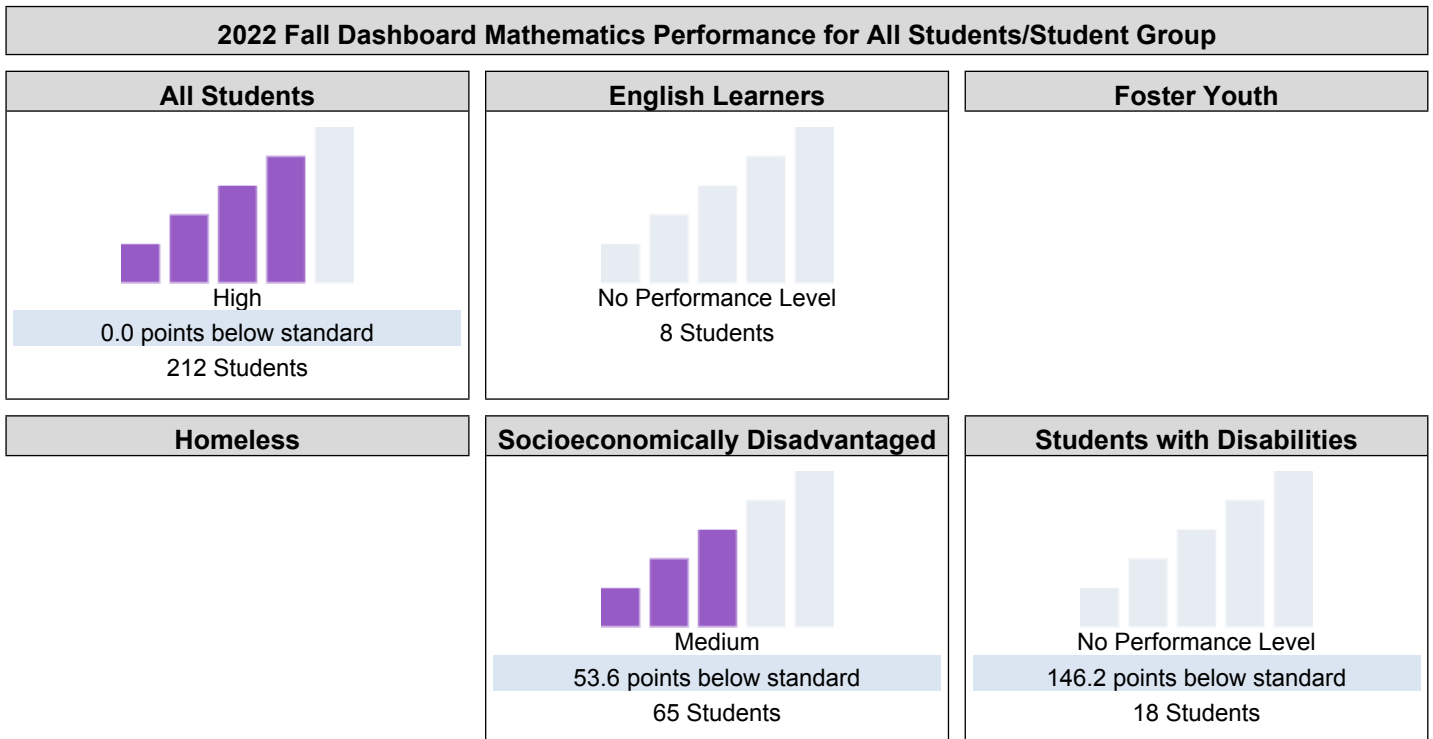 2022 Fall Dashboard Mathematics Performance for All Students/Student Group
All Students
High
0.0 points below standard
212 Students
English Learners
No Performance Level
8 Students
Foster Youth
Homeless
Socioeconomically Disadvantaged
Medium
53.6 points below standard
65 Students
Students with Disabilities
No Performance Level
146.2 points below standard
18 Students